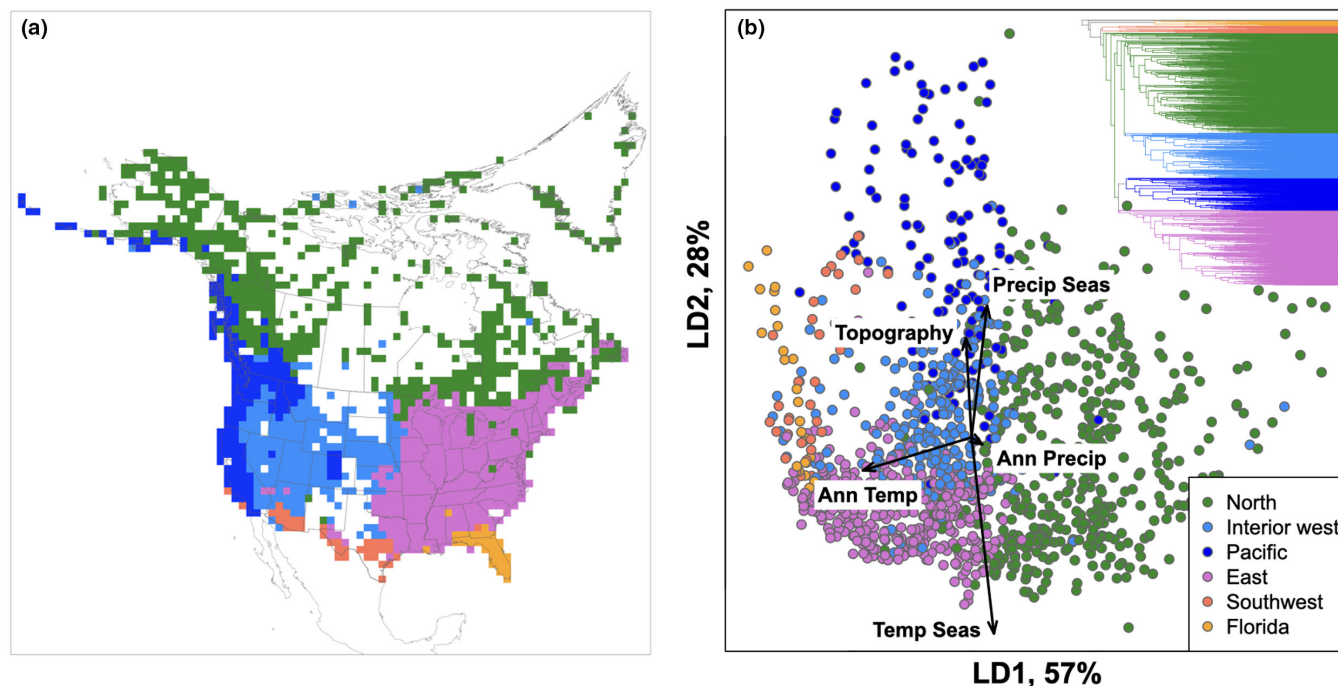 (a)
(b)
LD2, 28%
Precip Seas
Topography
Ann Precip
Ann Temp
Temp Seas
North
Interior west
Pacific
East
Southwest
Florida
LD1, 57%